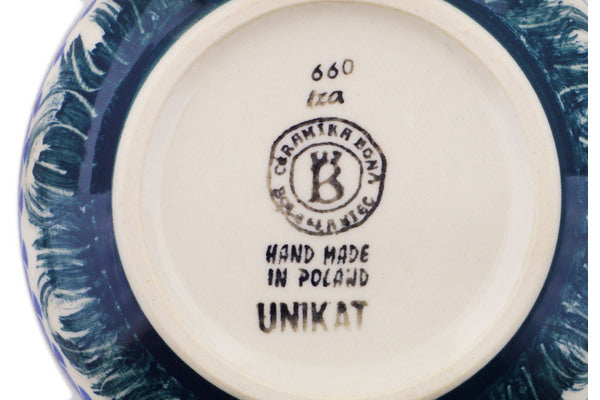 660
iza
CERAMIKA BONA
B
BOLESŁAWIEC
HAND MADE
IN POLAND
UNIKAT